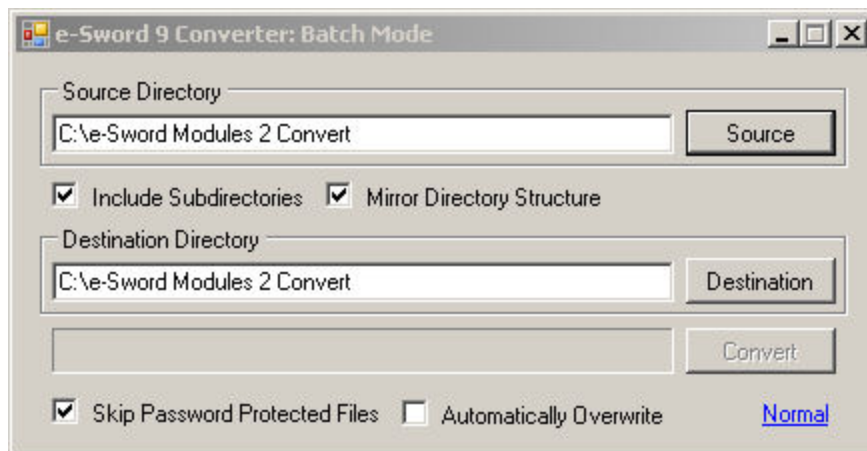 e-Sword 9 Converter: Batch Mode
Source Directory
C:\e-Sword Modules 2 Convert
Source
Include Subdirectories Mirror Directory Structure
Destination Directory
C:\e-Sword Modules 2 Convert
Destination
Convert
Skip Password Protected Files Automatically Overwrite Normal